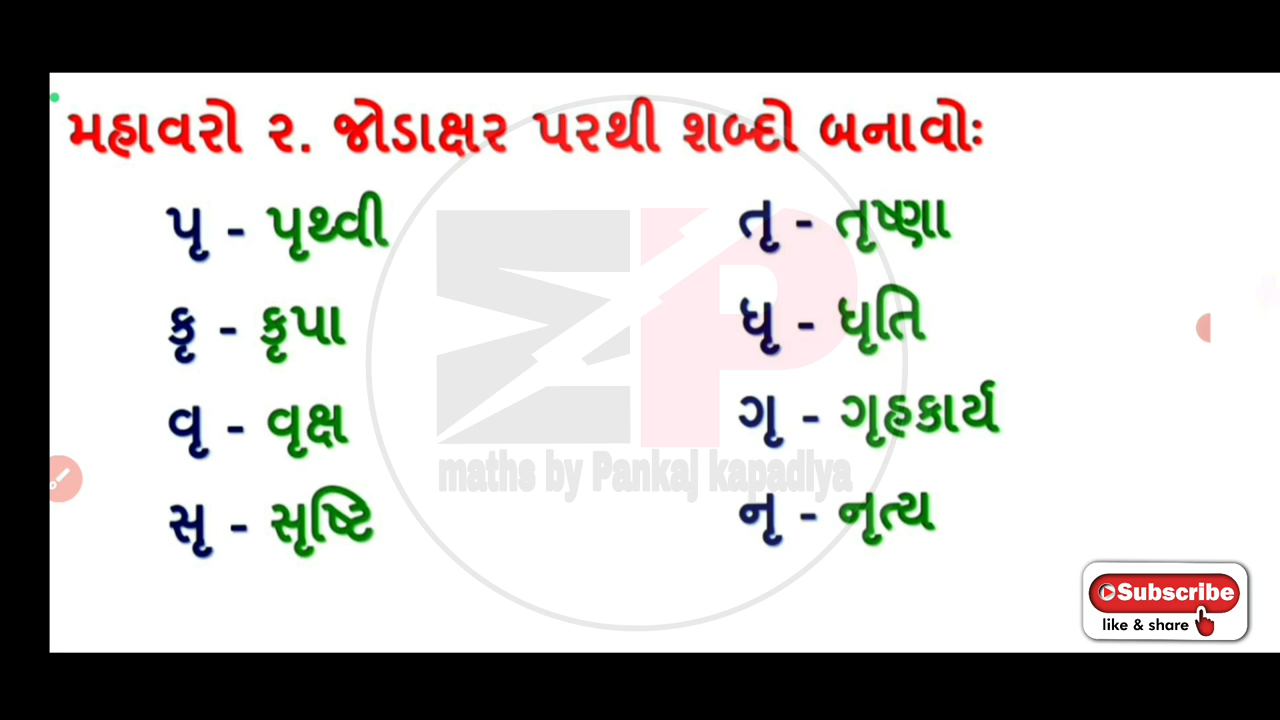 મહાવરો ૨. જોડાક્ષર પરથી શબ્દો બનાવોઃ
પૃ - પૃથ્વી
કૃ - કૃપા
વૃ - વૃક્ષ
સૃ - સૃષ્ટિ
તૃ - તૃષ્ણા
ધૃ - ધૃતિ
ગૃ - ગૃહકાર્ય
નૃ - નૃત્ય
maths by Pankaj kapadiya
Subscribe
like & share